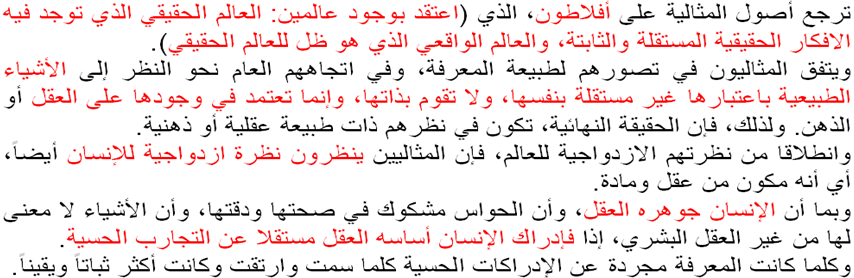 ترجع أصول المثالية على أفلاطون، الذي (اعتقد بوجود عالمين: العالم الحقيقي الذي توجد فيه
الافكار الحقيقية المستقلة والثابتة، والعالم الواقعي الذي هو ظل للعالم الحقيقي).
ويتفق المثاليون في تصورهم لطبيعة المعرفة، وفي اتجاههم العام نحو النظر إلى الأشياء
الطبيعية باعتبارها غير مستقلة بنفسها، ولا تقوم بذاتها، وإنما تعتمد في وجودها على العقل أو
الذهن. ولذلك، فإن الحقيقة النهائية، تكون في نظرهم ذات طبيعة عقلية أو ذهنية.
وانطلاقا من نظرتهم الازدواجية للعالم، فإن المثاليين ينظرون نظرة ازدواجية للإنسان أيضاً،
أي أنه مكون من عقل ومادة.
وبما أن الإنسان جوهره العقل، وأن الحواس مشكوك في صحتها ودقتها، وأن الأشياء لا معنى
لها من غير العقل البشري، إذا فإدراك الإنسان أساسه العقل مستقلا عن التجارب الحسية.
وكلما كانت المعرفة مجردة عن الإدراكات الحسية كلما سمت وارتقت وكانت أكثر ثباتاً ويقيناً.